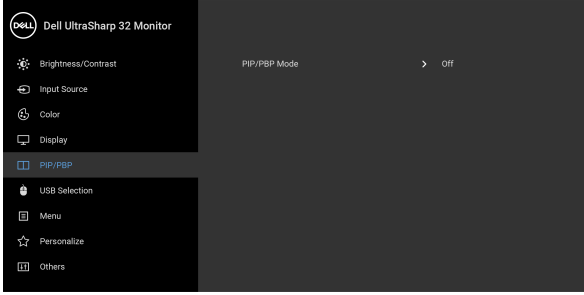 DELL Dell UltraSharp 32 Monitor
Brightness/Contrast
PIP/PBP Mode Off
Input Source
Color
Display
PIP/PBP
USB Selection
Menu
Personalize
Others